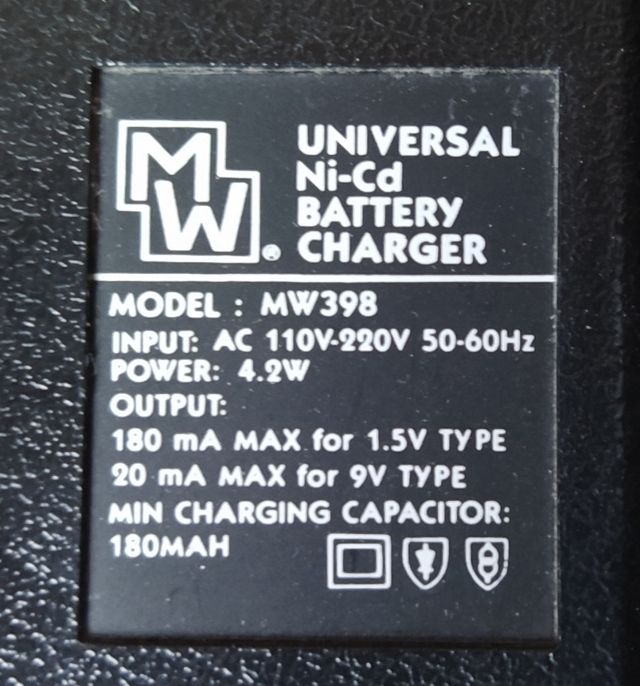 MW®
UNIVERSAL
Ni-Cd
BATTERY
CHARGER
MODEL : MW398
INPUT: AC 110V-220V 50-60Hz
POWER: 4.2W
OUTPUT:
180 mA MAX for 1.5V TYPE
20 mA MAX for 9V TYPE
MIN CHARGING CAPACITOR:
180MAH